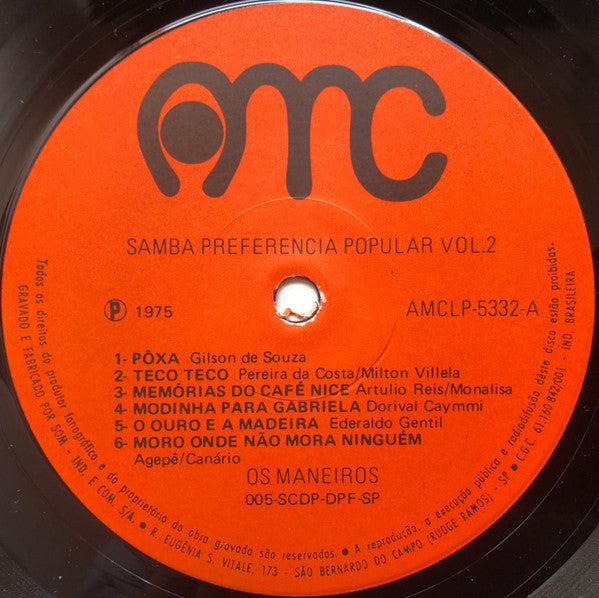 AMC
SAMBA PREFERENCIA POPULAR VOL.2
Ⓟ 1975
AMCLP-5332-A
1- PÔXA Gilson de Souza
2- TECO TECO Pereira da Costa/Milton Villela
3- MEMÓRIAS DO CAFÉ NICE Artulio Reis/Monalisa
4- MODINHA PARA GABRIELA Dorival Caymmi
5- O OURO E A MADEIRA Ederaldo Gentil
6- MORO ONDE NÃO MORA NINGUÉM
Agepê/Canário
OS MANEIROS
005-SCDP-DPF-SP
Todos os direitos do produtor fonográfico e do proprietário da obra gravada são reservados ● A reprodução, a execução pública e radiodifusão deste disco estão proibidas.
GRAVADO E FABRICADO POR SOM - IND. E COM. S/A. ● R. EUGÊNIA S. VITALE, 173 - SÃO BERNARDO DO CAMPO (RUDGE RAMOS) - SP ● C.G.C. 61.160.842/001 - IND. BRASILEIRA